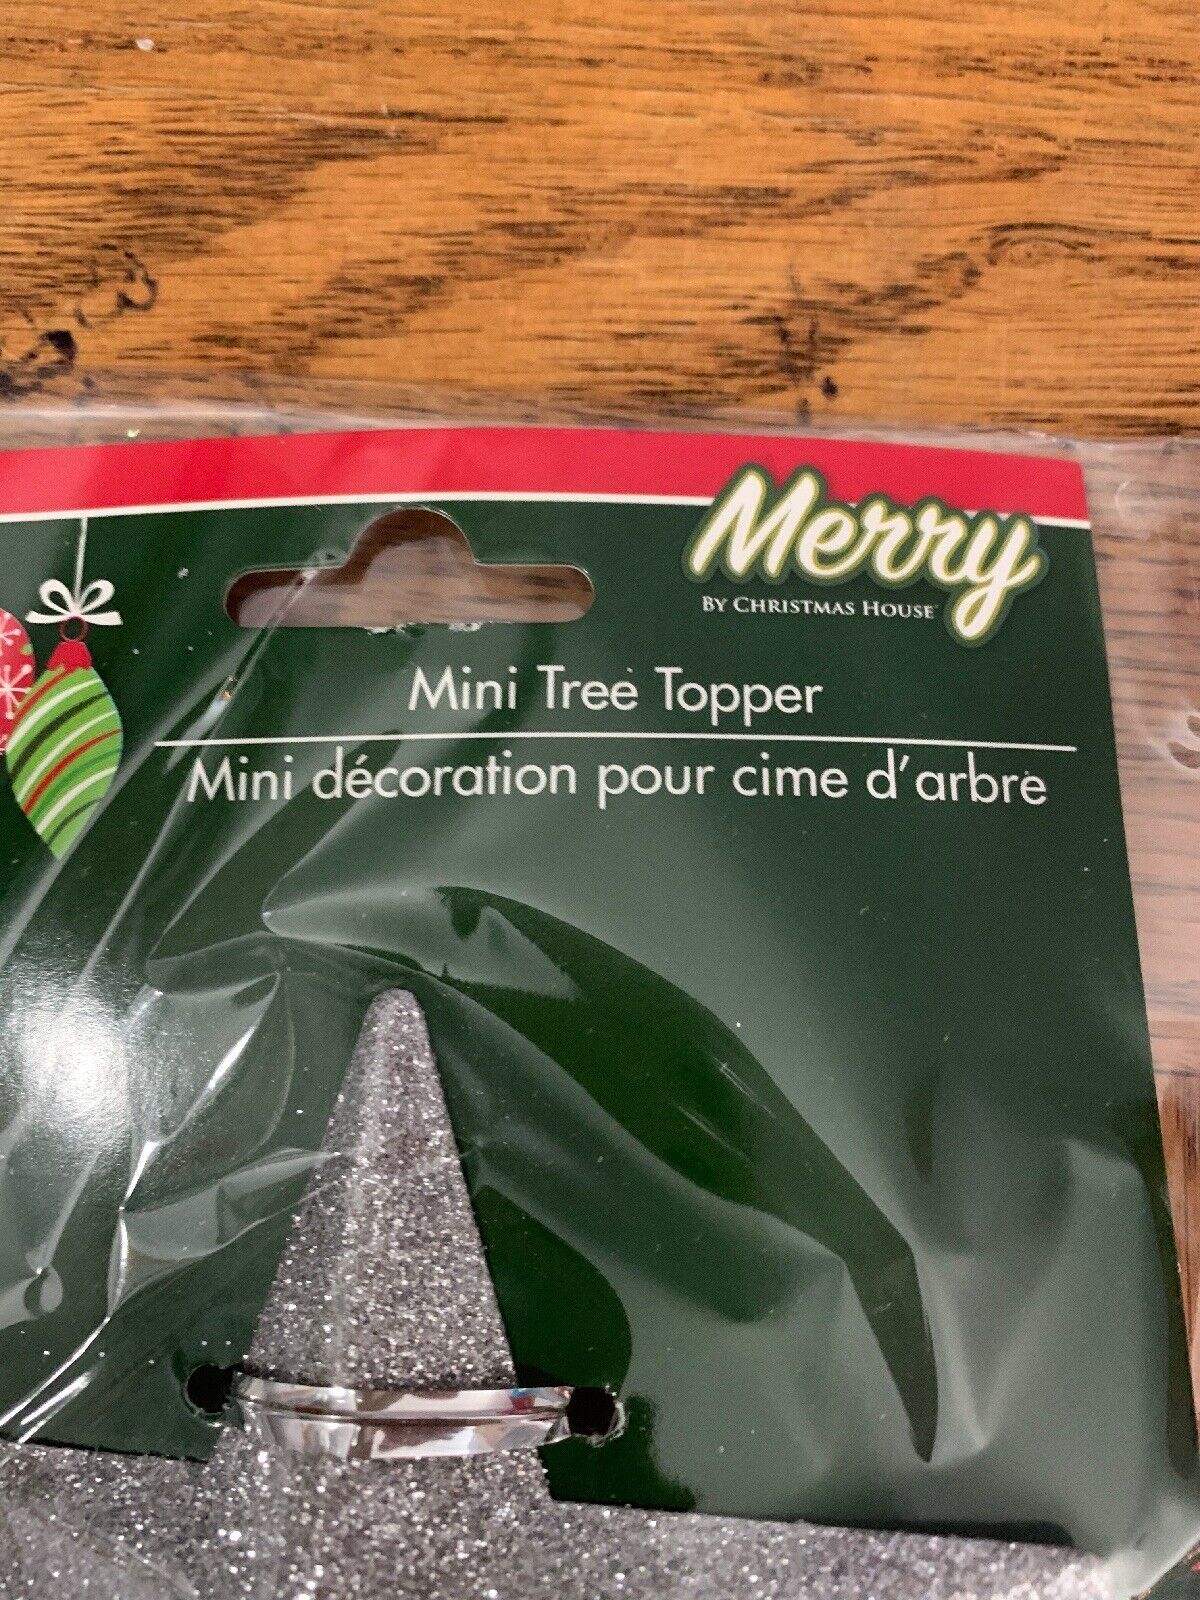 Merry
BY CHRISTMAS HOUSE
Mini Tree Topper
Mini décoration pour cime d'arbre